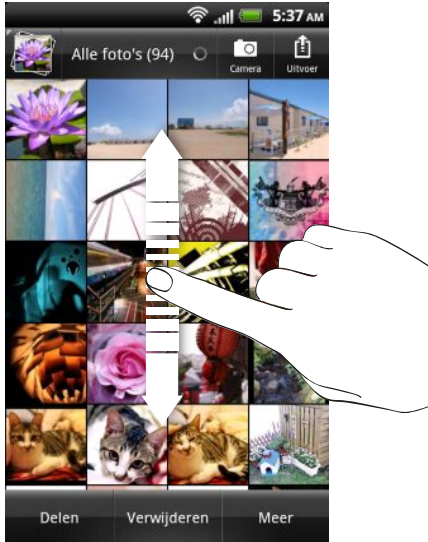 5:37 AM
Alle foto's (94)
Camera
Uitvoer
Delen
Verwijderen
Meer